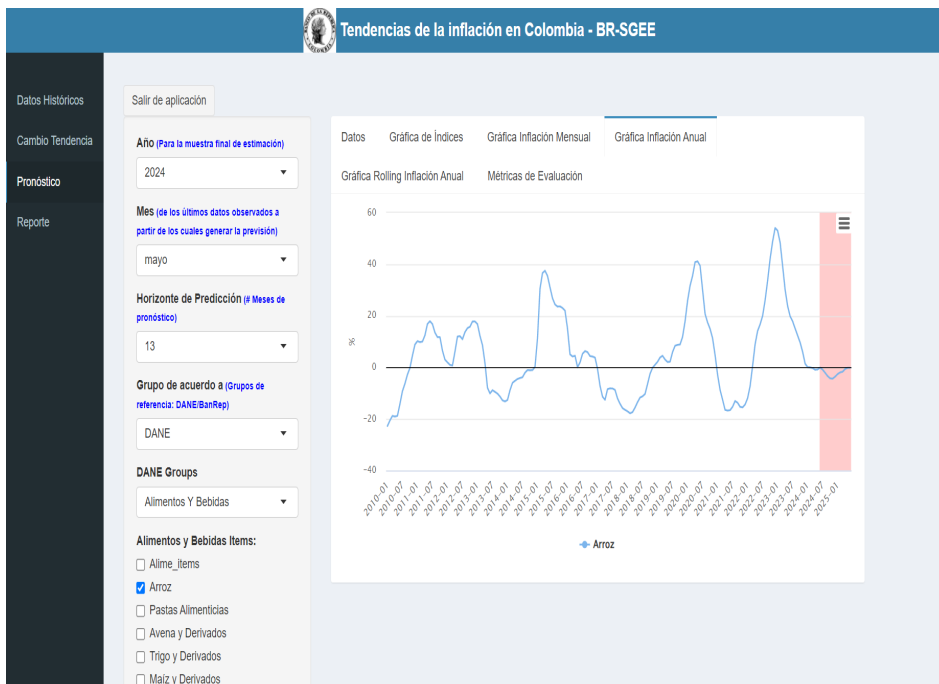 Tendencias de la inflación en Colombia - BR-SGEE
Datos Históricos
Cambio Tendencia
Pronóstico
Reporte
Salir de aplicación
Año (Para la muestra final de estimación)
2024
Mes (de los últimos datos observados a
partir de los cuales generar la previsión)
mayo
Horizonte de Predicción (# Meses de
pronóstico)
13
Grupo de acuerdo a (Grupos de
referencia: DANE/BanRep)
DANE
DANE Groups
Alimentos Y Bebidas
Alimentos y Bebidas Items:
Alime_items
Arroz
Pastas Alimenticias
Avena y Derivados
Trigo y Derivados
Maíz y Derivados
Datos Gráfica de Índices Gráfica Inflación Mensual Gráfica Inflación Anual
Gráfica Rolling Inflación Anual Métricas de Evaluación
60
40
20
0
-20
-40
%
2010-01 2010-07 2011-01 2011-07 2012-01 2012-07 2013-01 2013-07 2014-01 2014-07 2015-01 2015-07 2016-01 2016-07 2017-01 2017-07 2018-01 2018-07 2019-01 2019-07 2020-01 2020-07 2021-01 2021-07 2022-01 2022-07 2023-01 2023-07 2024-01 2024-07 2025-01
Arroz